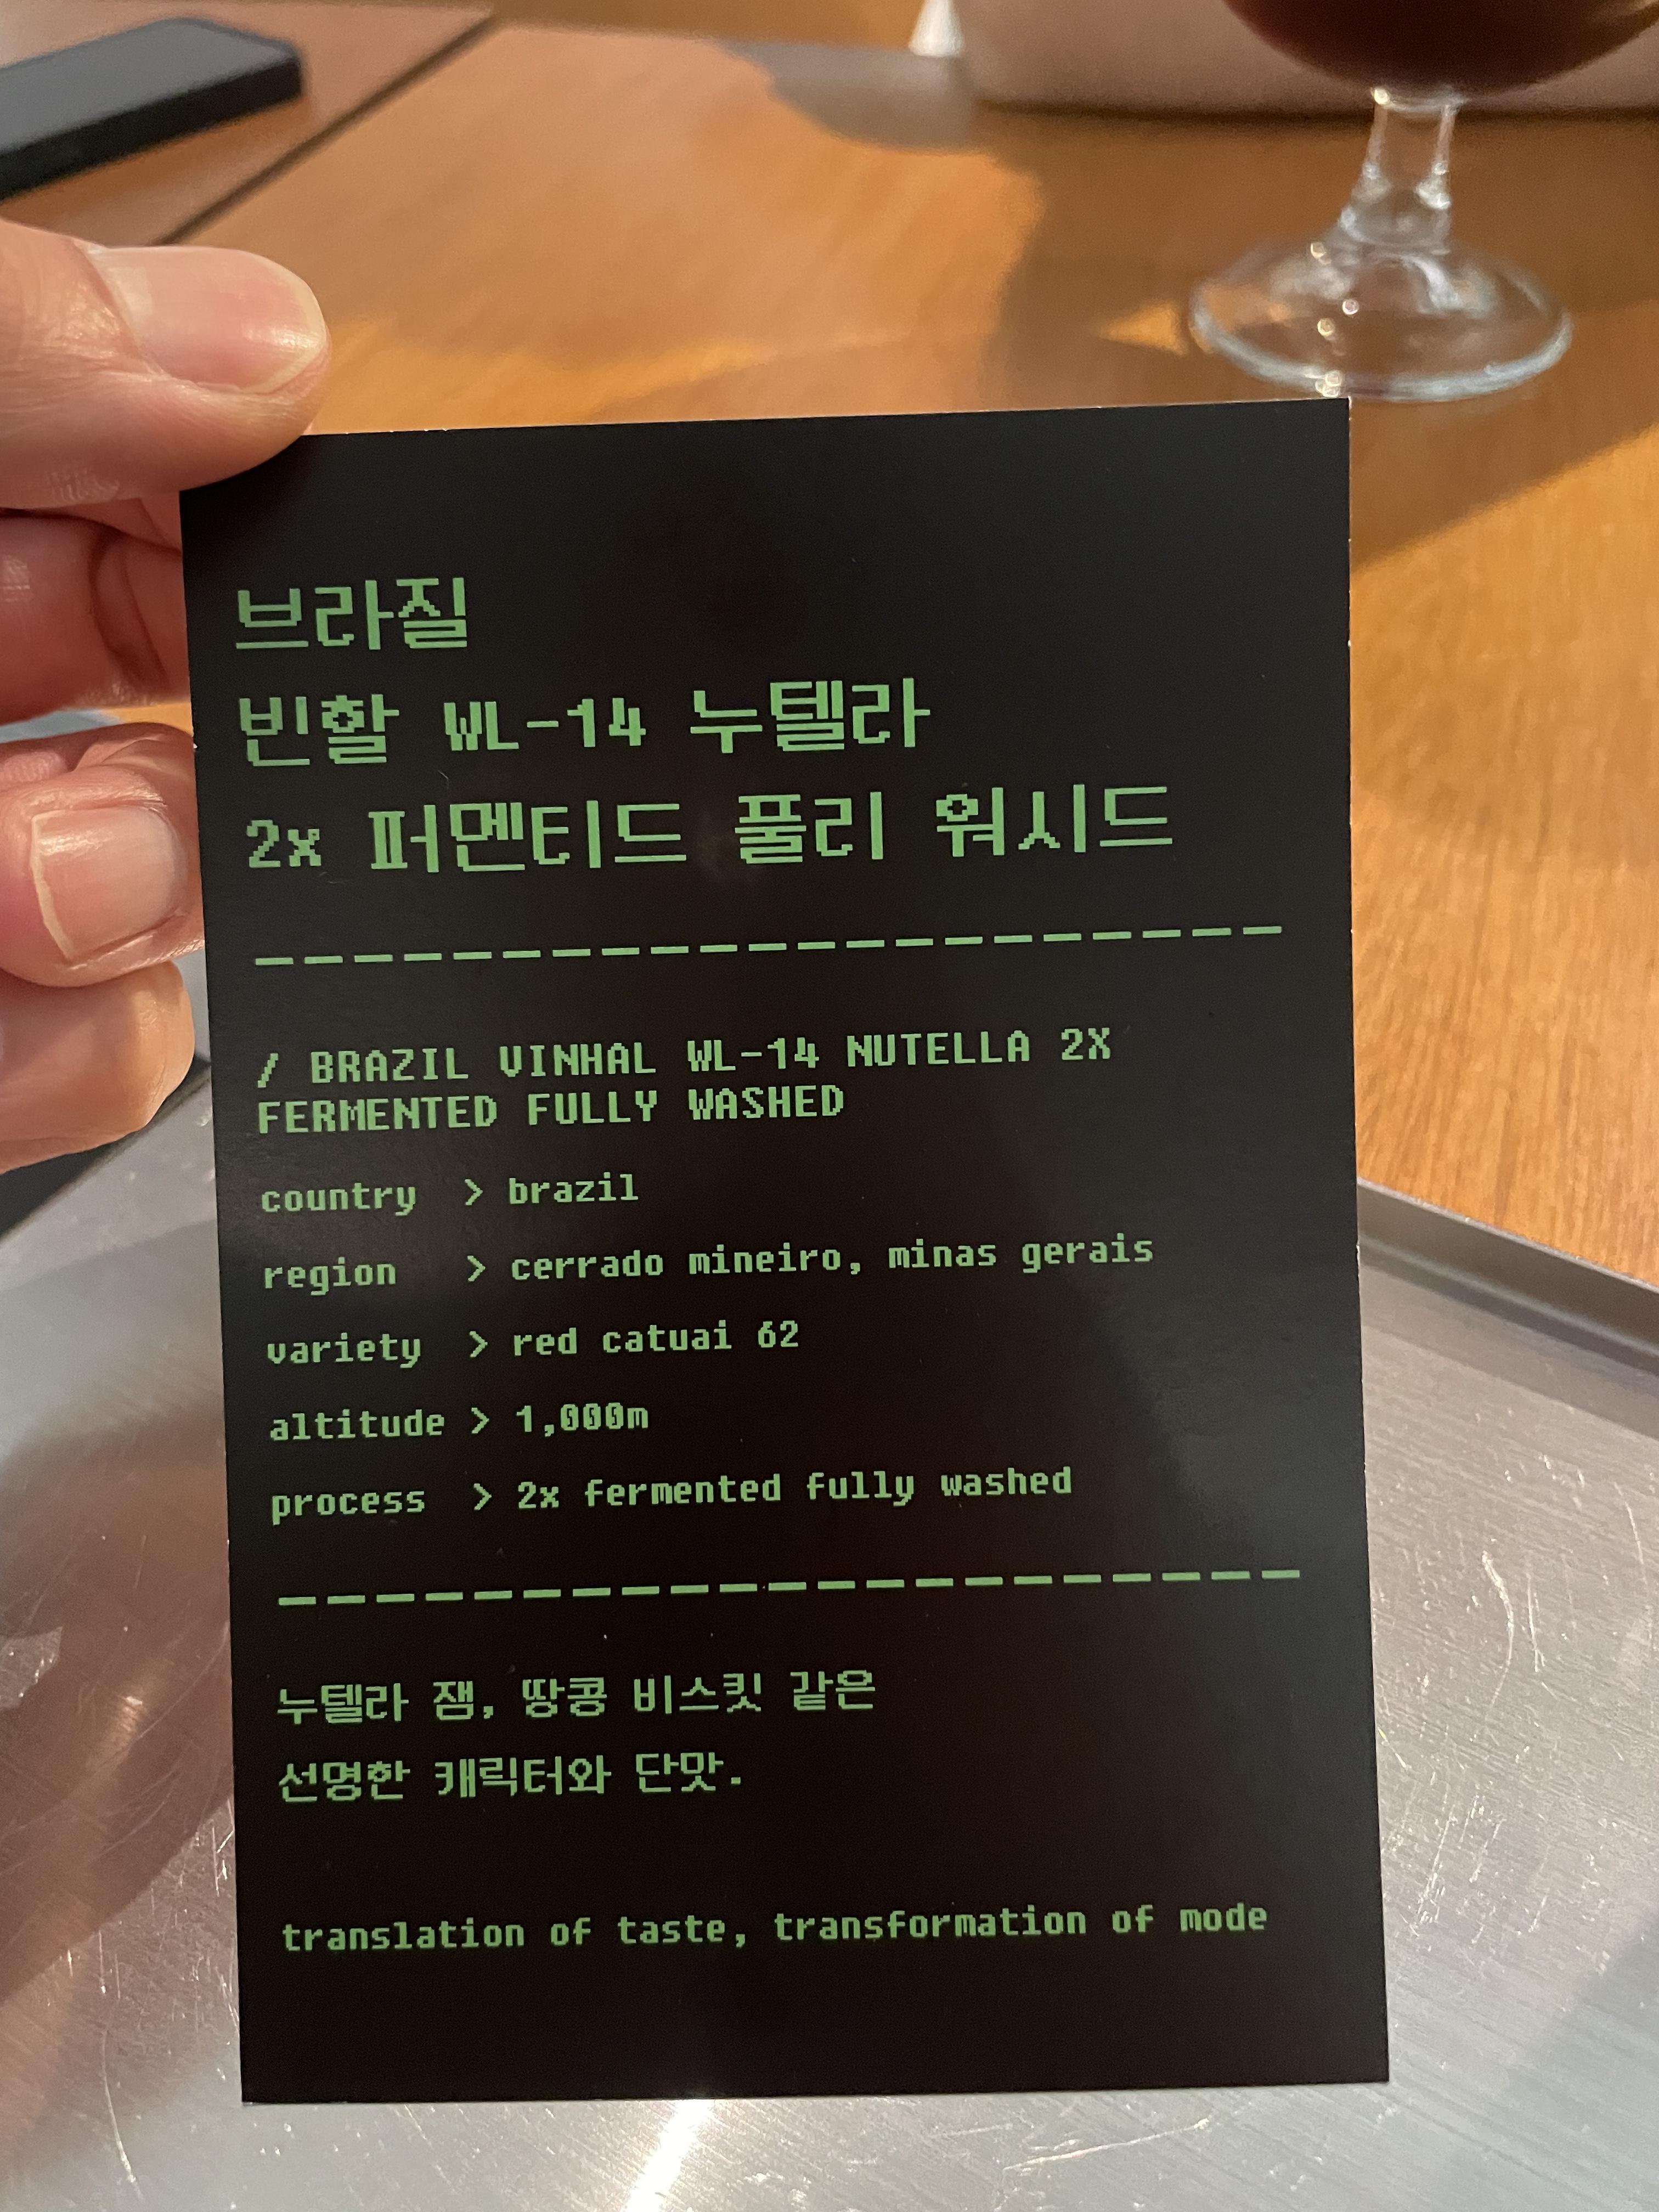 브라질
빈할 WL-14 누텔라
2x 퍼멘티드 풀리 워시드
/ BRAZIL VINHAL WL-14 NUTELLA 2X
FERMENTED FULLY WASHED
country > brazil
region > cerrado mineiro, minas gerais
variety > red catuai 62
altitude > 1,000m
process > 2x fermented fully washed
누텔라 잼, 땅콩 비스킷 같은
선명한 캐릭터와 단맛.
translation of taste, transformation of mode